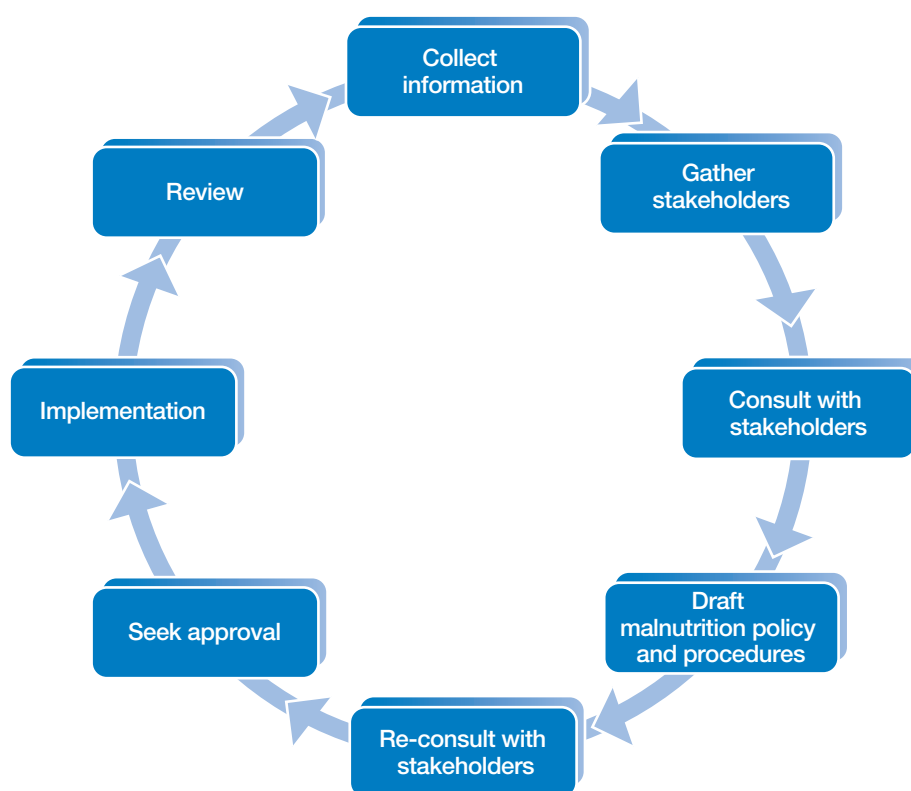 Collect
information
Gather
stakeholders
Consult with
stakeholders
Draft
malnutrition policy
and procedures
Re-consult with
stakeholders
Seek approval
Implementation
Review